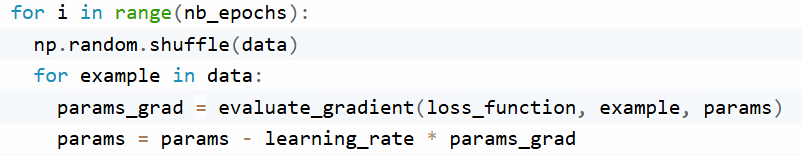 for i in range(nb_epochs):
  np.random.shuffle(data)
  for example in data:
    params_grad = evaluate_gradient(loss_function, example, params)
    params = params - learning_rate * params_grad